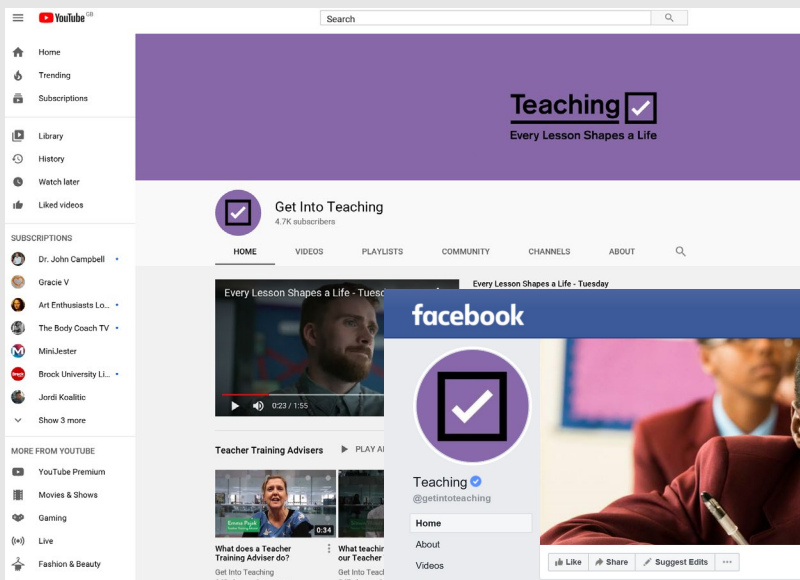 YouTube GB
Search
Home
Trending
Subscriptions
Library
History
Watch later
Liked videos
SUBSCRIPTIONS
Dr. John Campbell
Gracie V
Art Enthusiasts Lo...
The Body Coach TV
MiniJester
Brock University Li...
Jordi Koalitic
Show 3 more
MORE FROM YOUTUBE
YouTube Premium
Movies & Shows
Gaming
Live
Fashion & Beauty
Teaching
Every Lesson Shapes a Life
Get Into Teaching
4.7K subscribers
HOME VIDEOS PLAYLISTS COMMUNITY CHANNELS ABOUT
Every Lesson Shapes a Life - Tuesd
0:23 / 1:55
Every Lesson Shapes a Life - Tuesday
Teacher Training Advisers
PLAY Al
Emma Pojak
0:34
What does a Teacher
Training Adviser do?
Get Into Teaching
What teachin
our Teacher
Get Into Teac
facebook
Teaching
@getintoteaching
Home
About
Videos
Like Share Suggest Edits ...